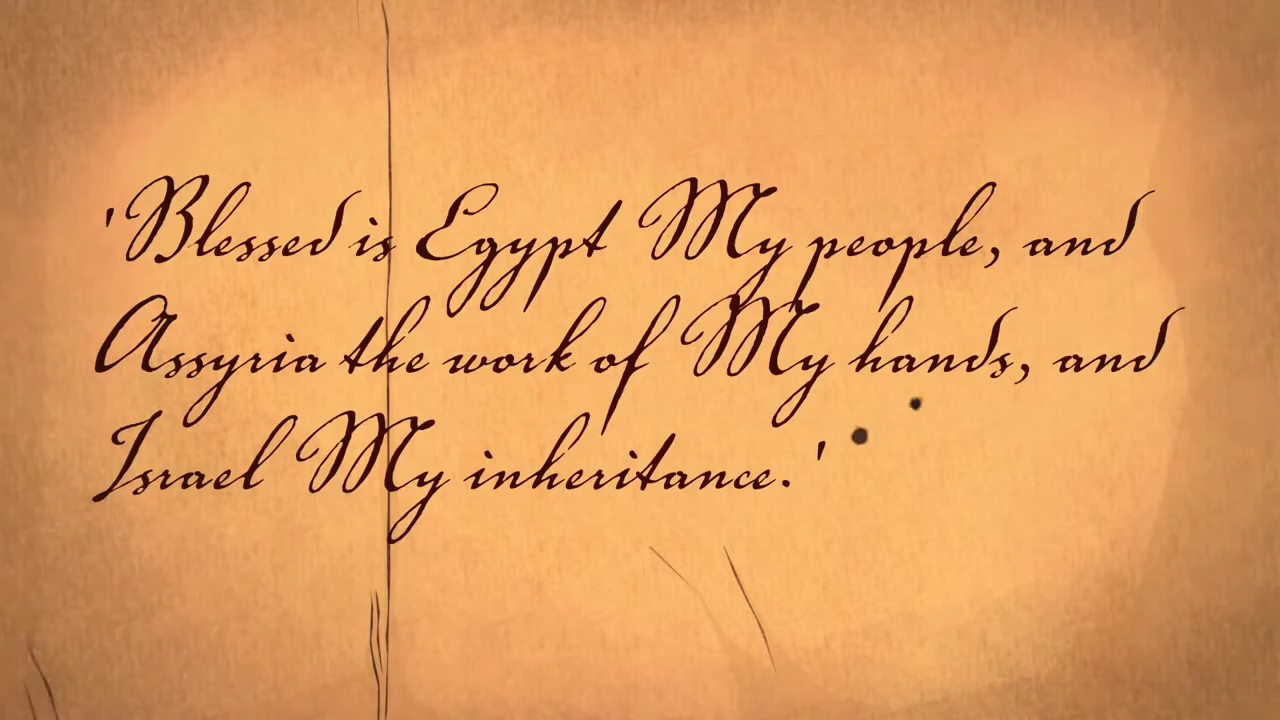 'Blessed is Egypt My people, and
Assyria the work of My hands, and
Israel My inheritance.'